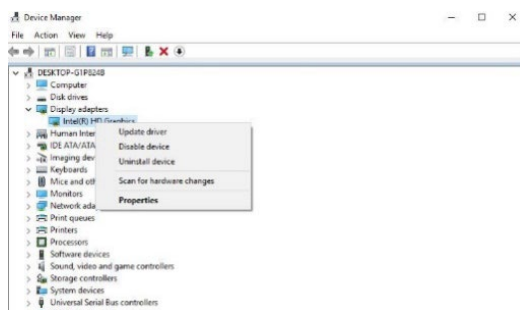 Device Manager
File Action View Help
DESKTOP-G1P824B
Computer
Disk drives
Display adapters
Intel(R) HD Graphics
Human Inter
IDE ATA/ATA
Imaging dev
Keyboards
Mice and oth
Monitors
Network ada
Print queues
Printers
Processors
Software devices
Sound, video and game controllers
Storage controllers
System devices
Universal Serial Bus controllers
Update driver
Disable device
Uninstall device
Scan for hardware changes
Properties